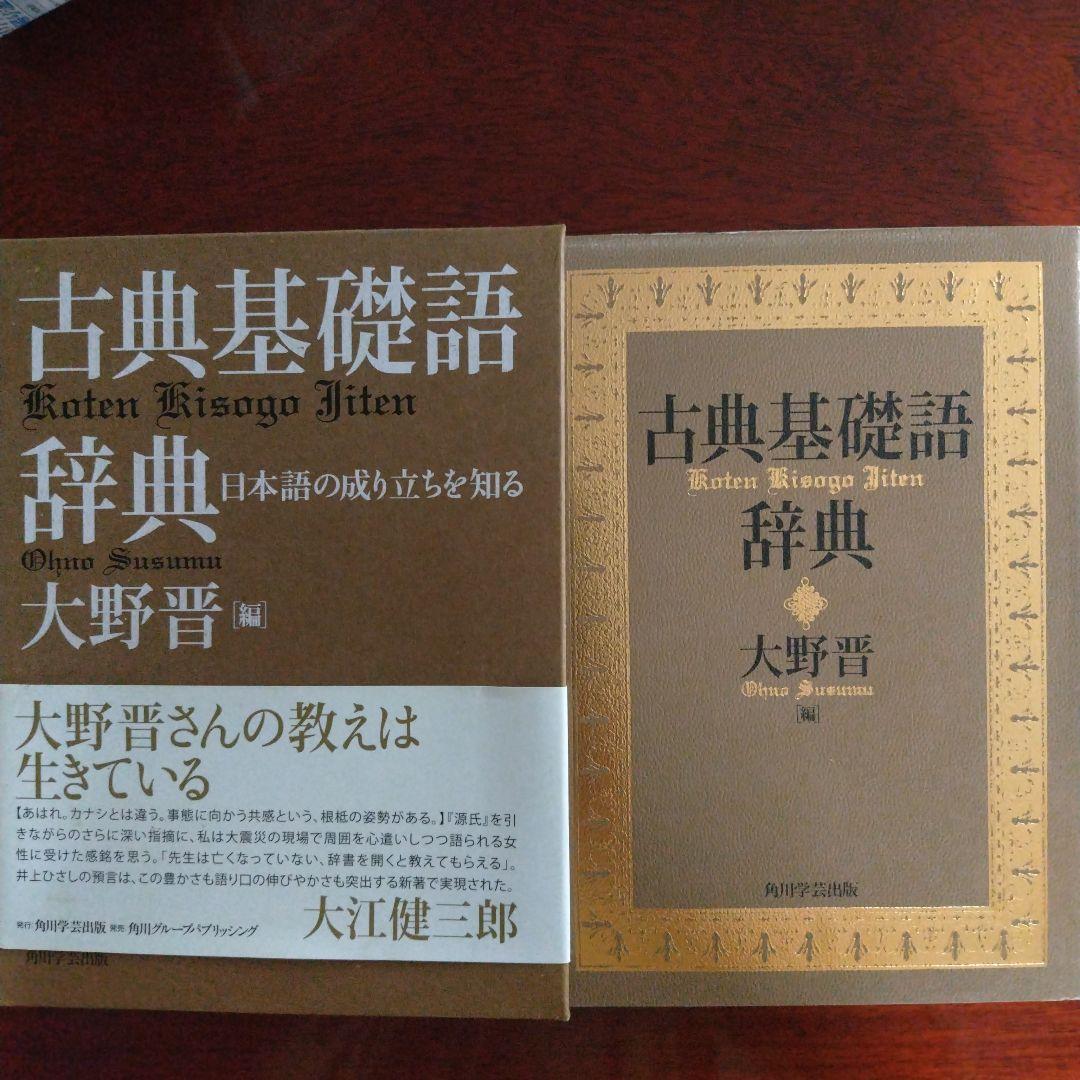 古典基礎語
Koten Kisogo Jiten
辞典
日本語の成り立ちを知る
Ohno Susumu
大野晋[編]
大野晋さんの教えは
生きている
【あはれ。カナシとは違う。事態に向かう共感という、根柢の姿勢がある。】『源氏』を引
きながらのさらに深い指摘に、私は大震災の現場で周囲を心遣いしつつ語られる女
性に受けた感銘を思う。「先生は亡くなっていない、辞書を開くと教えてもらえる」。
井上ひさしの預言は、この豊かさも語り口の伸びやかさも突出する新著で実現された。
大江健三郎
発行:角川学芸出版 発売:角川グループパブリッシング
角川学芸出版
古典基礎語
Koten Kisogo Jiten
辞典
大野晋
Ohno Susumu
[編]
角川学芸出版